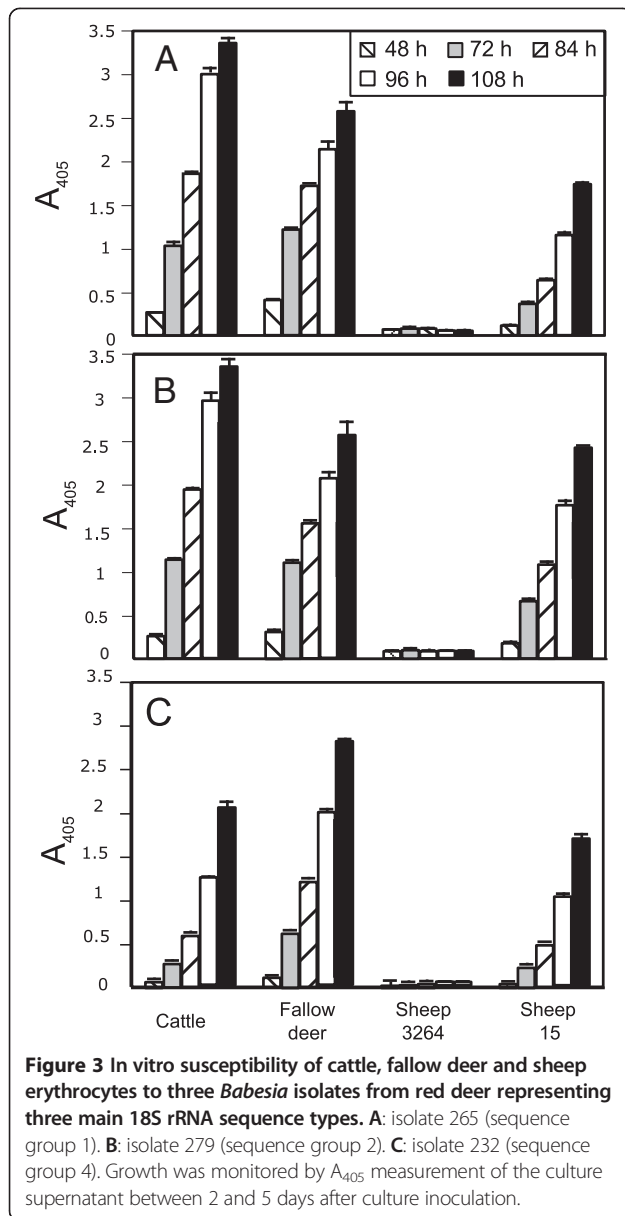 A
48 h 72 h 84 h
96 h 108 h
3.5
3
2.5
2
1.5
1
0.5
0
A405
B
3.5
3
2.5
2
1.5
1
0.5
0
A405
C
3.5
3
2.5
2
1.5
1
0.5
0
A405
Cattle Fallow deer Sheep 3264 Sheep 15
Figure 3 In vitro susceptibility of cattle, fallow deer and sheep
erythrocytes to three Babesia isolates from red deer representing
three main 18S rRNA sequence types. A: isolate 265 (sequence
group 1). B: isolate 279 (sequence group 2). C: isolate 232 (sequence
group 4). Growth was monitored by A405 measurement of the culture
supernatant between 2 and 5 days after culture inoculation.